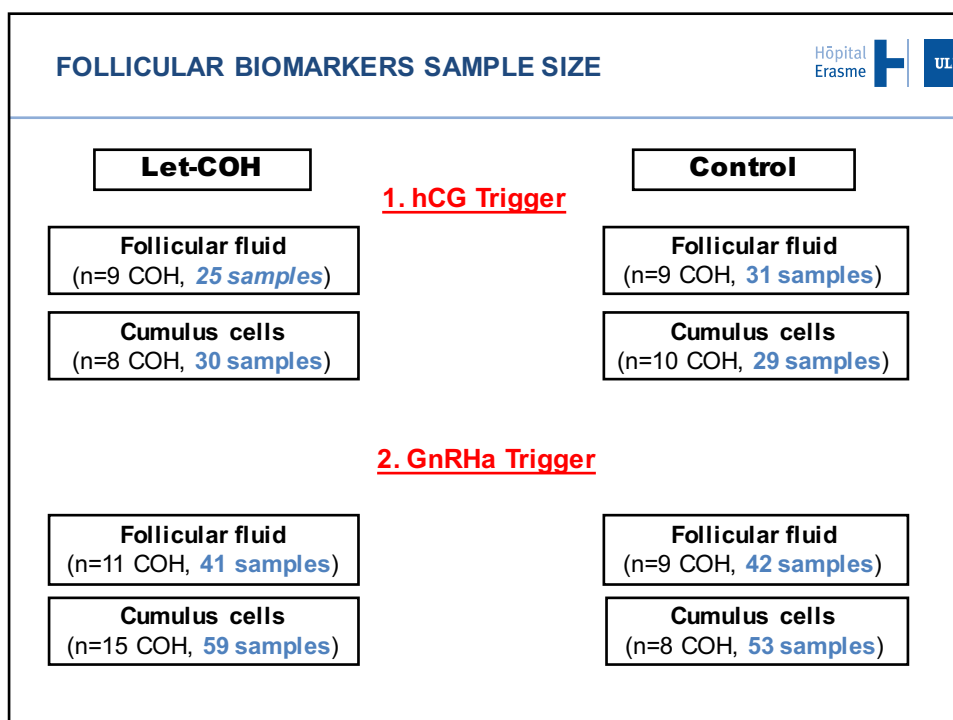 FOLLICULAR BIOMARKERS SAMPLE SIZE
Hôpital
Erasme
UL
Let-COH
Control
1. hCG Trigger
Follicular fluid
(n=9 COH, 25 samples)
Follicular fluid
(n=9 COH, 31 samples)
Cumulus cells
(n=8 COH, 30 samples)
Cumulus cells
(n=10 COH, 29 samples)
2. GnRHa Trigger
Follicular fluid
(n=11 COH, 41 samples)
Follicular fluid
(n=9 COH, 42 samples)
Cumulus cells
(n=15 COH, 59 samples)
Cumulus cells
(n=8 COH, 53 samples)